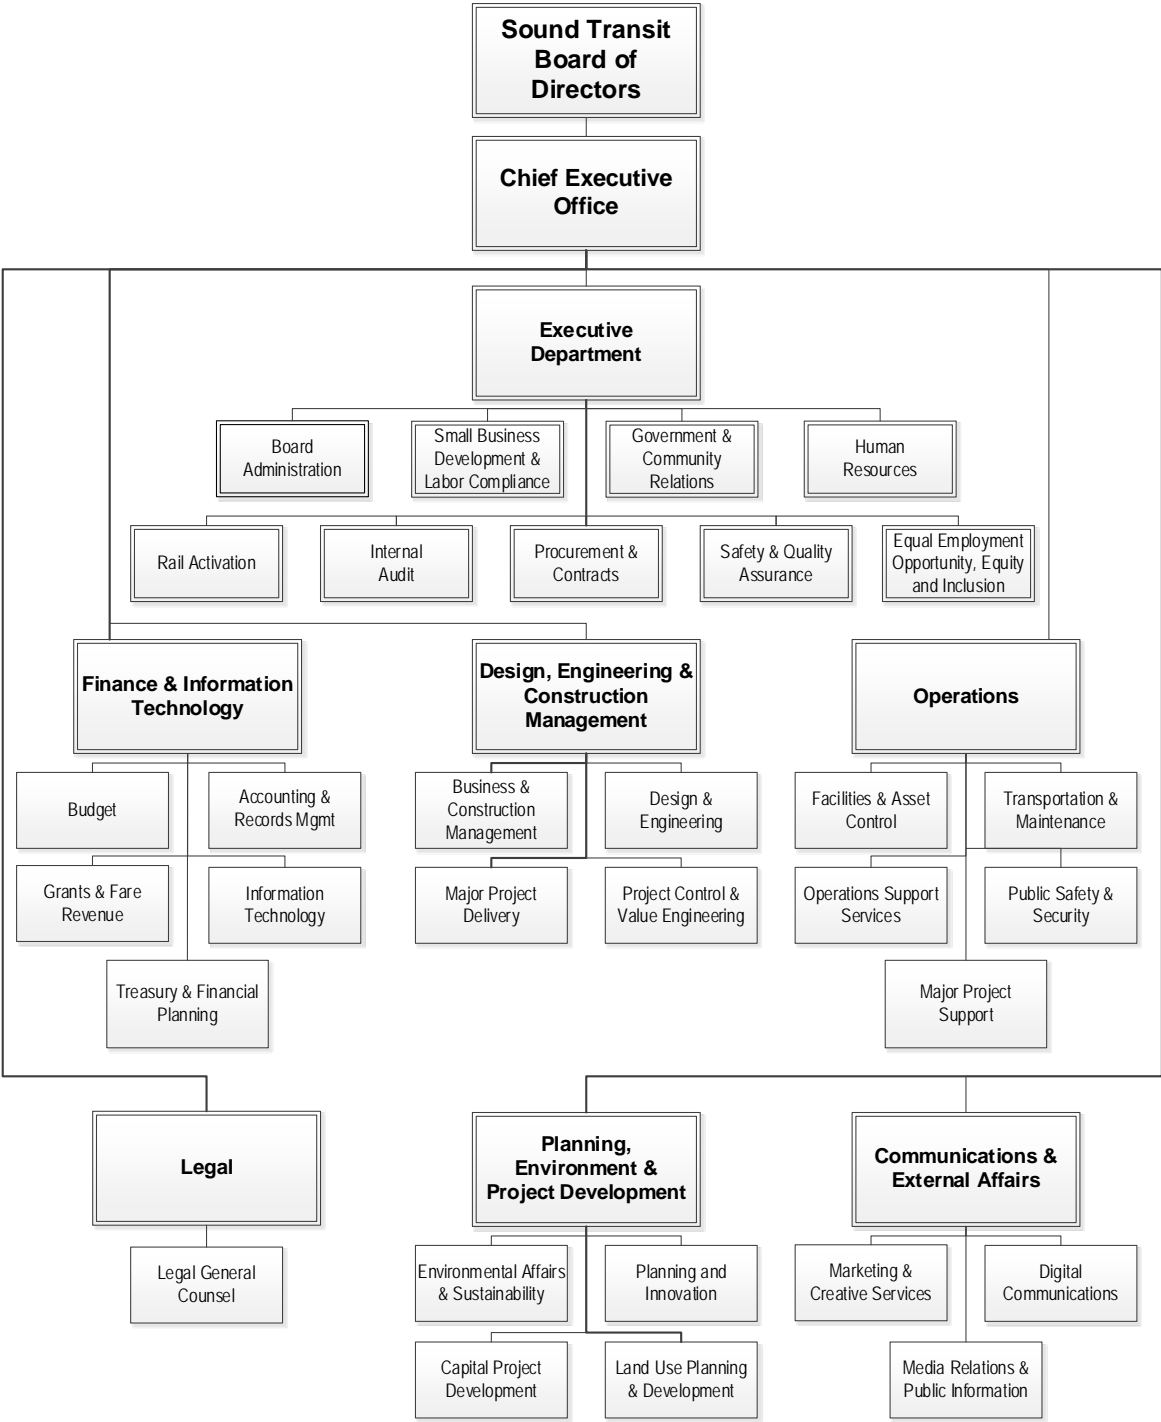 Sound Transit
Board of
Directors
Chief Executive
Office
Executive
Department
Board
Administration
Small Business
Development &
Labor Compliance
Government &
Community
Relations
Human
Resources
Rail Activation
Internal
Audit
Procurement &
Contracts
Safety & Quality
Assurance
Equal Employment
Opportunity, Equity
and Inclusion
Finance & Information
Technology
Design, Engineering &
Construction
Management
Operations
Budget
Accounting &
Records Mgmt
Business &
Construction
Management
Design &
Engineering
Facilities & Asset
Control
Transportation &
Maintenance
Grants & Fare
Revenue
Information
Technology
Major Project
Delivery
Project Control &
Value Engineering
Operations Support
Services
Public Safety &
Security
Treasury & Financial
Planning
Major Project
Support
Legal
Planning,
Environment &
Project Development
Communications &
External Affairs
Legal General
Counsel
Environmental Affairs
& Sustainability
Planning and
Innovation
Marketing &
Creative Services
Digital
Communications
Capital Project
Development
Land Use Planning
& Development
Media Relations &
Public Information